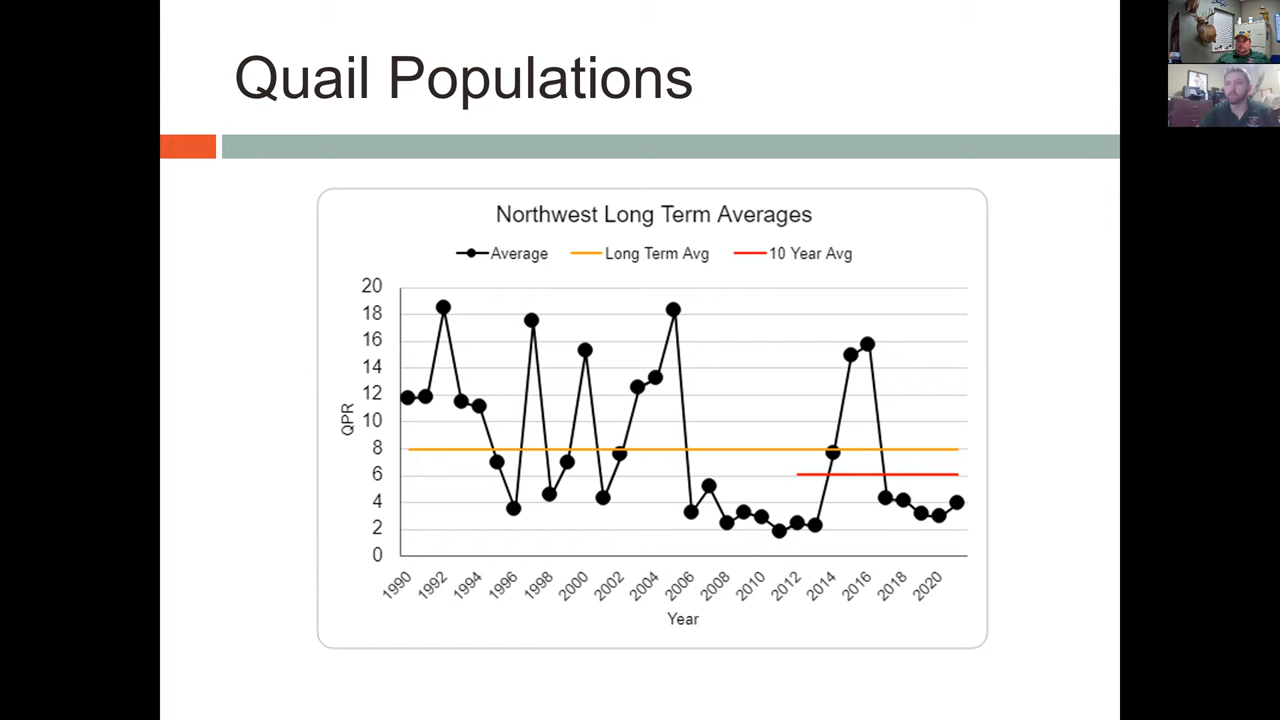 Quail Populations
Northwest Long Term Averages
Average Long Term Avg 10 Year Avg
20
18
16
14
12
10
8
6
4
2
0
QPR
1990 1992 1994 1996 1998 2000 2002 2004 2006 2008 2010 2012 2014 2016 2018 2020
Year